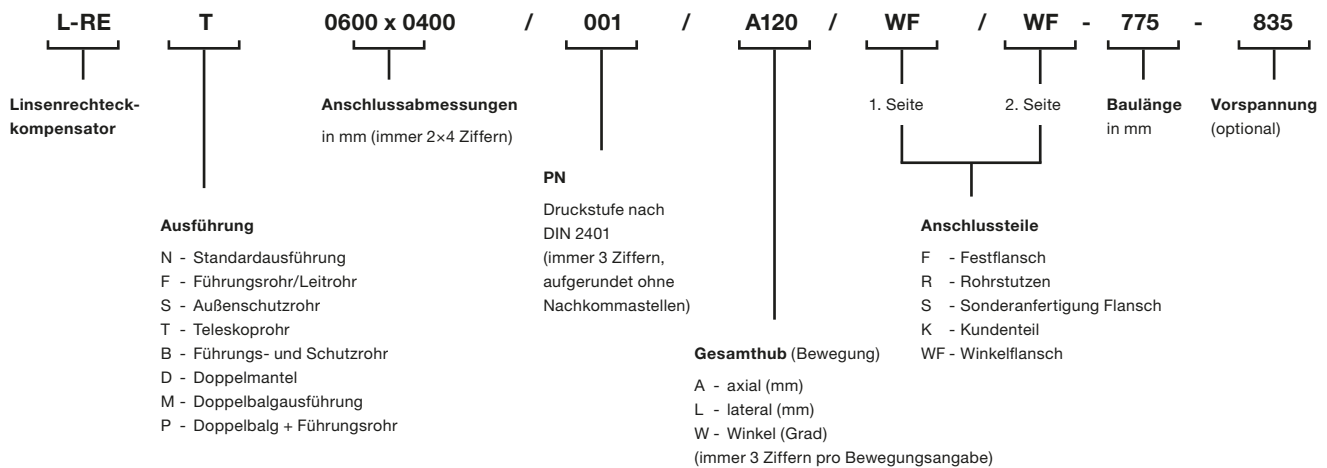 L-RE T 0600 x 0400 / 001 / A120 / WF / WF - 775 - 835
Linsenrechteck-
kompensator
Anschlussabmessungen
in mm (immer 2×4 Ziffern)
1. Seite
2. Seite
Baulänge
in mm
Vorspannung
(optional)
PN
Druckstufe nach
DIN 2401
(immer 3 Ziffern,
aufgerundet ohne
Nachkommastellen)
Ausführung
N - Standardausführung
F - Führungsrohr/Leitrohr
S - Außenschutzrohr
T - Teleskoprohr
B - Führungs- und Schutzrohr
D - Doppelmantel
M - Doppelbalgausführung
P - Doppelbalg + Führungsrohr
Anschlussteile
F - Festflansch
R - Rohrstutzen
S - Sonderanfertigung Flansch
K - Kundenteil
WF - Winkelflansch
Gesamthub (Bewegung)
A - axial (mm)
L - lateral (mm)
W - Winkel (Grad)
(immer 3 Ziffern pro Bewegungsangabe)